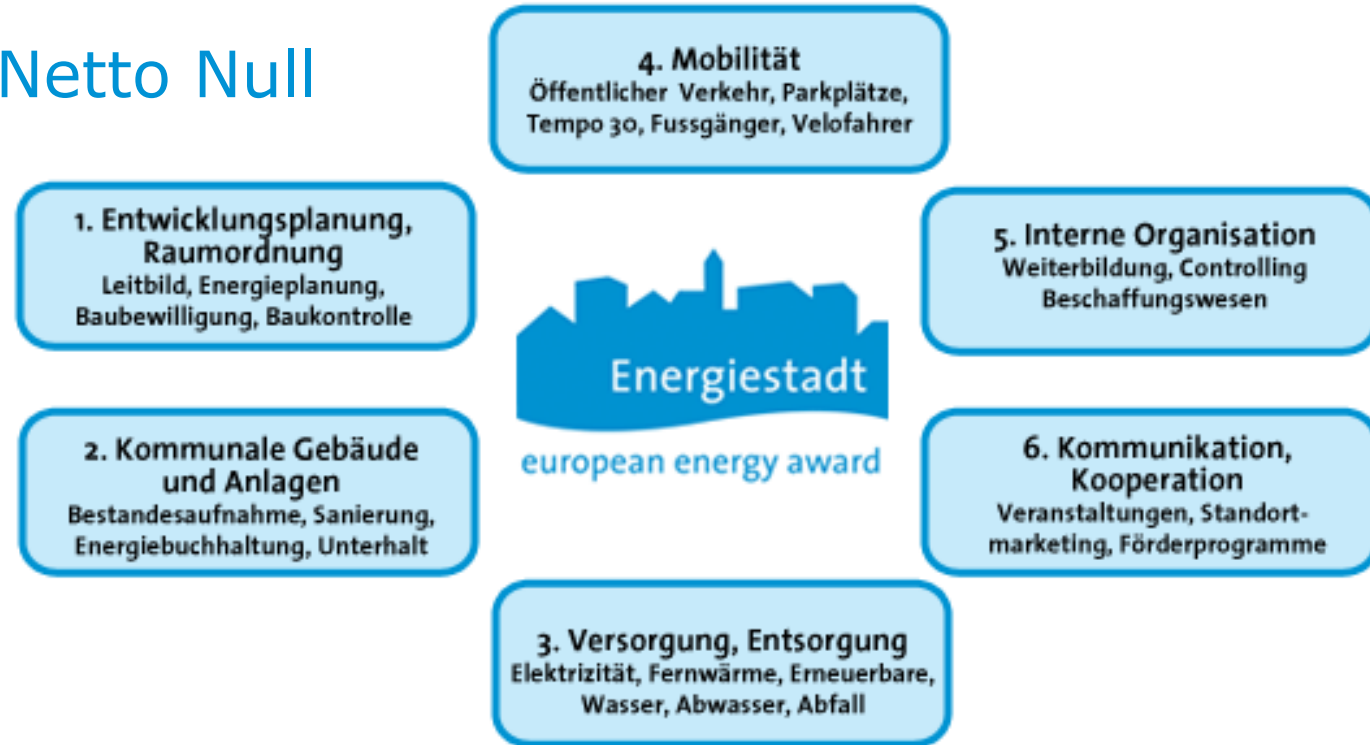 Netto Null
4. Mobilität
Öffentlicher Verkehr, Parkplätze,
Tempo 30, Fussgänger, Velofahrer
1. Entwicklungsplanung,
Raumordnung
Leitbild, Energieplanung,
Baubewilligung, Baukontrolle
5. Interne Organisation
Weiterbildung, Controlling
Beschaffungswesen
Energiestadt
european energy award
2. Kommunale Gebäude
und Anlagen
Bestandesaufnahme, Sanierung,
Energiebuchhaltung, Unterhalt
6. Kommunikation,
Kooperation
Veranstaltungen, Standort-
marketing, Förderprogramme
3. Versorgung, Entsorgung
Elektrizität, Fernwärme, Erneuerbare,
Wasser, Abwasser, Abfall